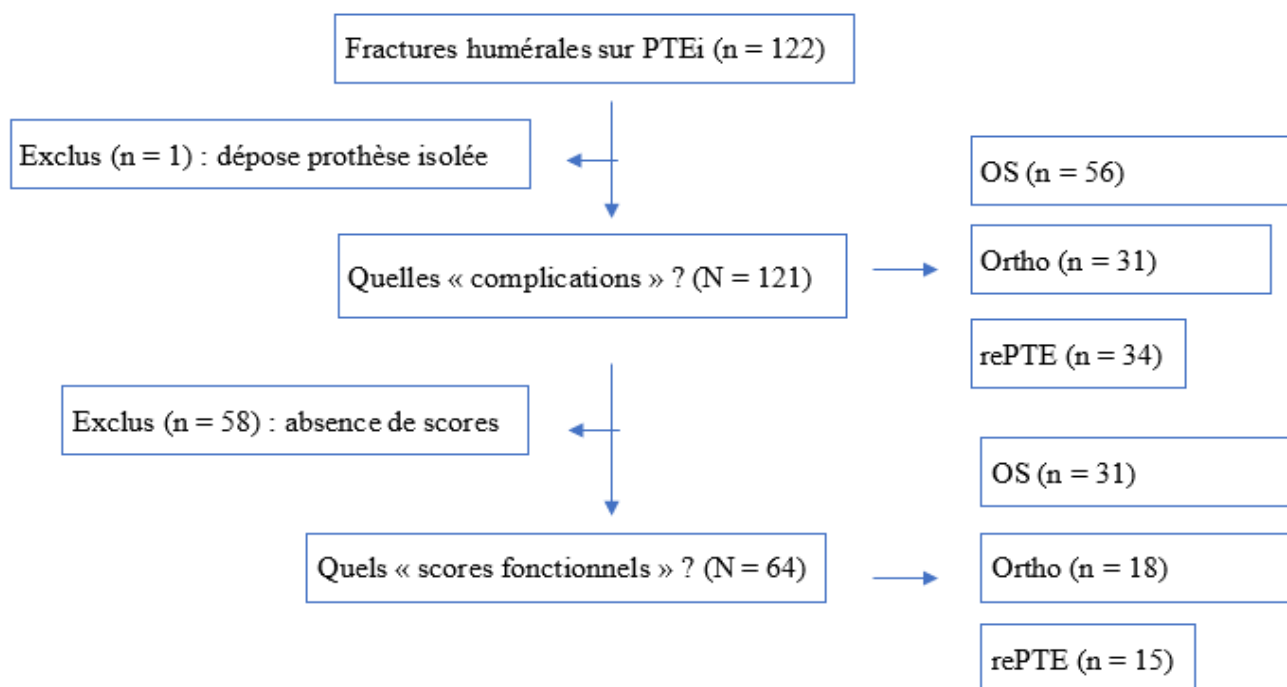 Fractures humérales sur PTEi (n = 122)
Exclus (n = 1) : dépose prothèse isolée
OS (n = 56)
Quelles « complications » ? (N = 121)
Ortho (n = 31)
rePTE (n = 34)
Exclus (n = 58) : absence de scores
OS (n = 31)
Quels « scores fonctionnels » ? (N = 64)
Ortho (n = 18)
rePTE (n = 15)